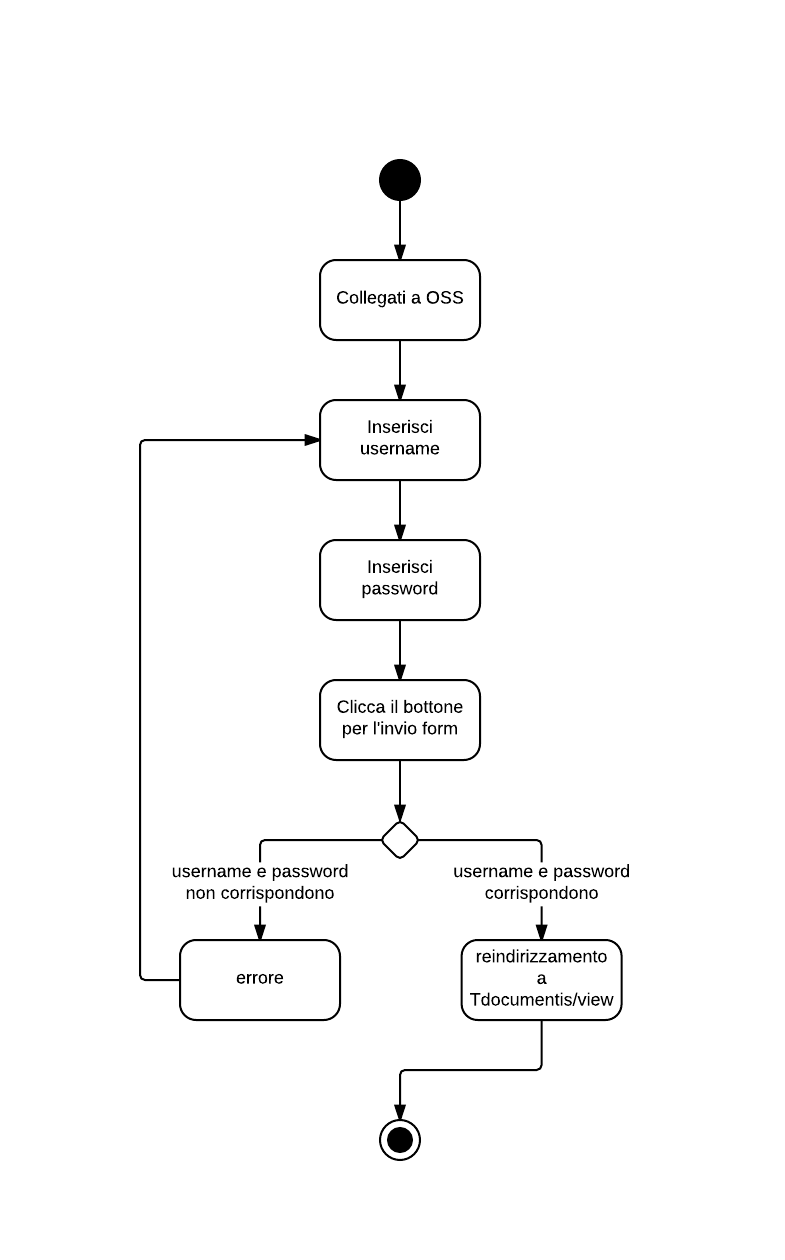 Collegati a OSS
Inserisci
username
Inserisci
password
Clicca il bottone
per l'invio form
username e password
non corrispondono
username e password
corrispondono
errore
reindirizzamento
a
Tdocumentis/view